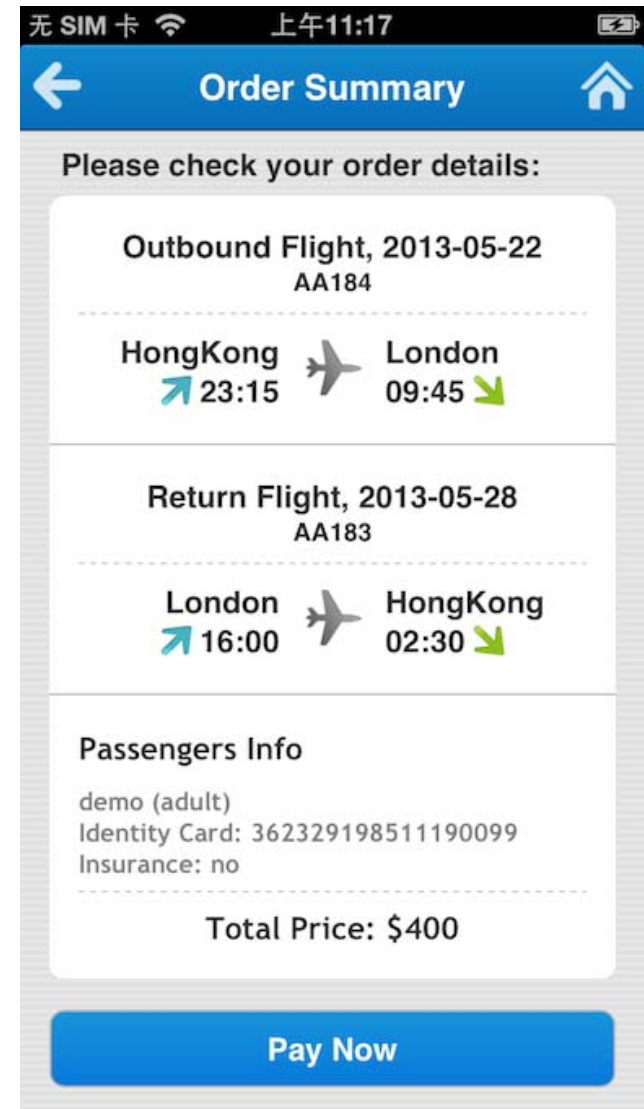 无 SIM 卡 上午11:17
Order Summary
Please check your order details:
Outbound Flight, 2013-05-22
AA184
HongKong London
23:15 09:45
Return Flight, 2013-05-28
AA183
London HongKong
16:00 02:30
Passengers Info
demo (adult)
Identity Card: 362329198511190099
Insurance: no
Total Price: $400
Pay Now